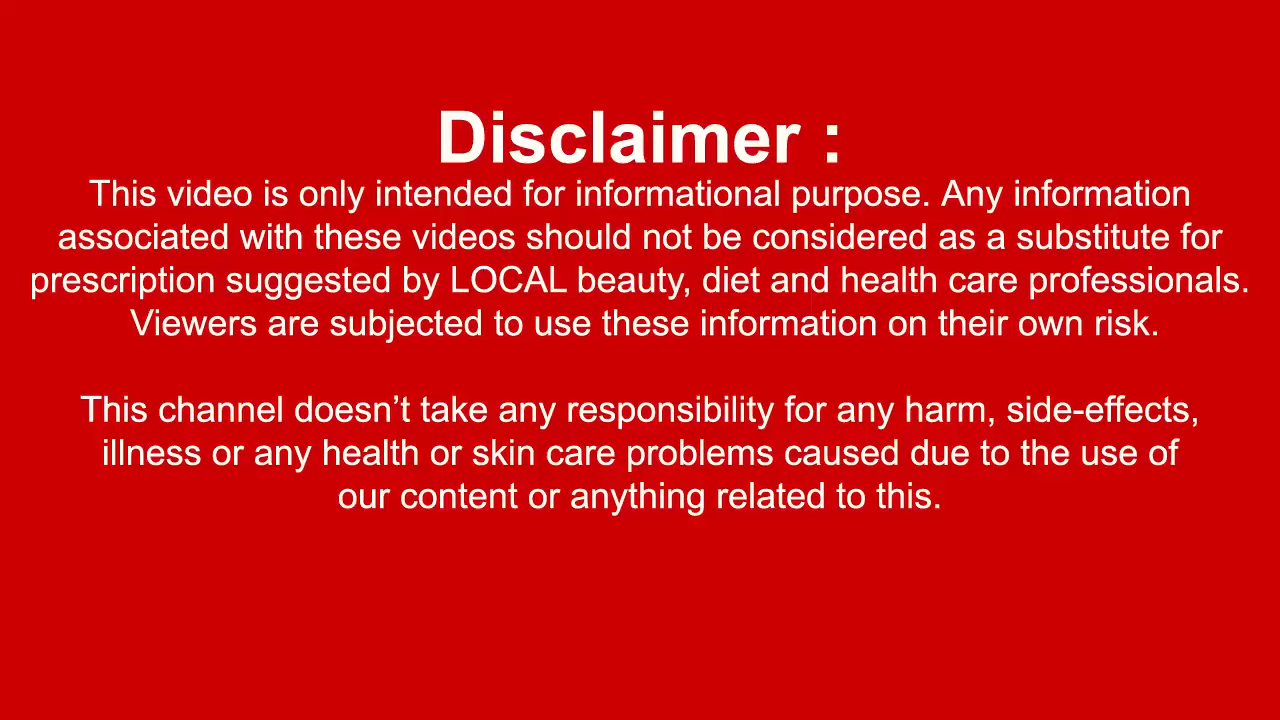 Disclaimer :
This video is only intended for informational purpose. Any information
associated with these videos should not be considered as a substitute for
prescription suggested by LOCAL beauty, diet and health care professionals.
Viewers are subjected to use these information on their own risk.
This channel doesn’t take any responsibility for any harm, side-effects,
illness or any health or skin care problems caused due to the use of
our content or anything related to this.